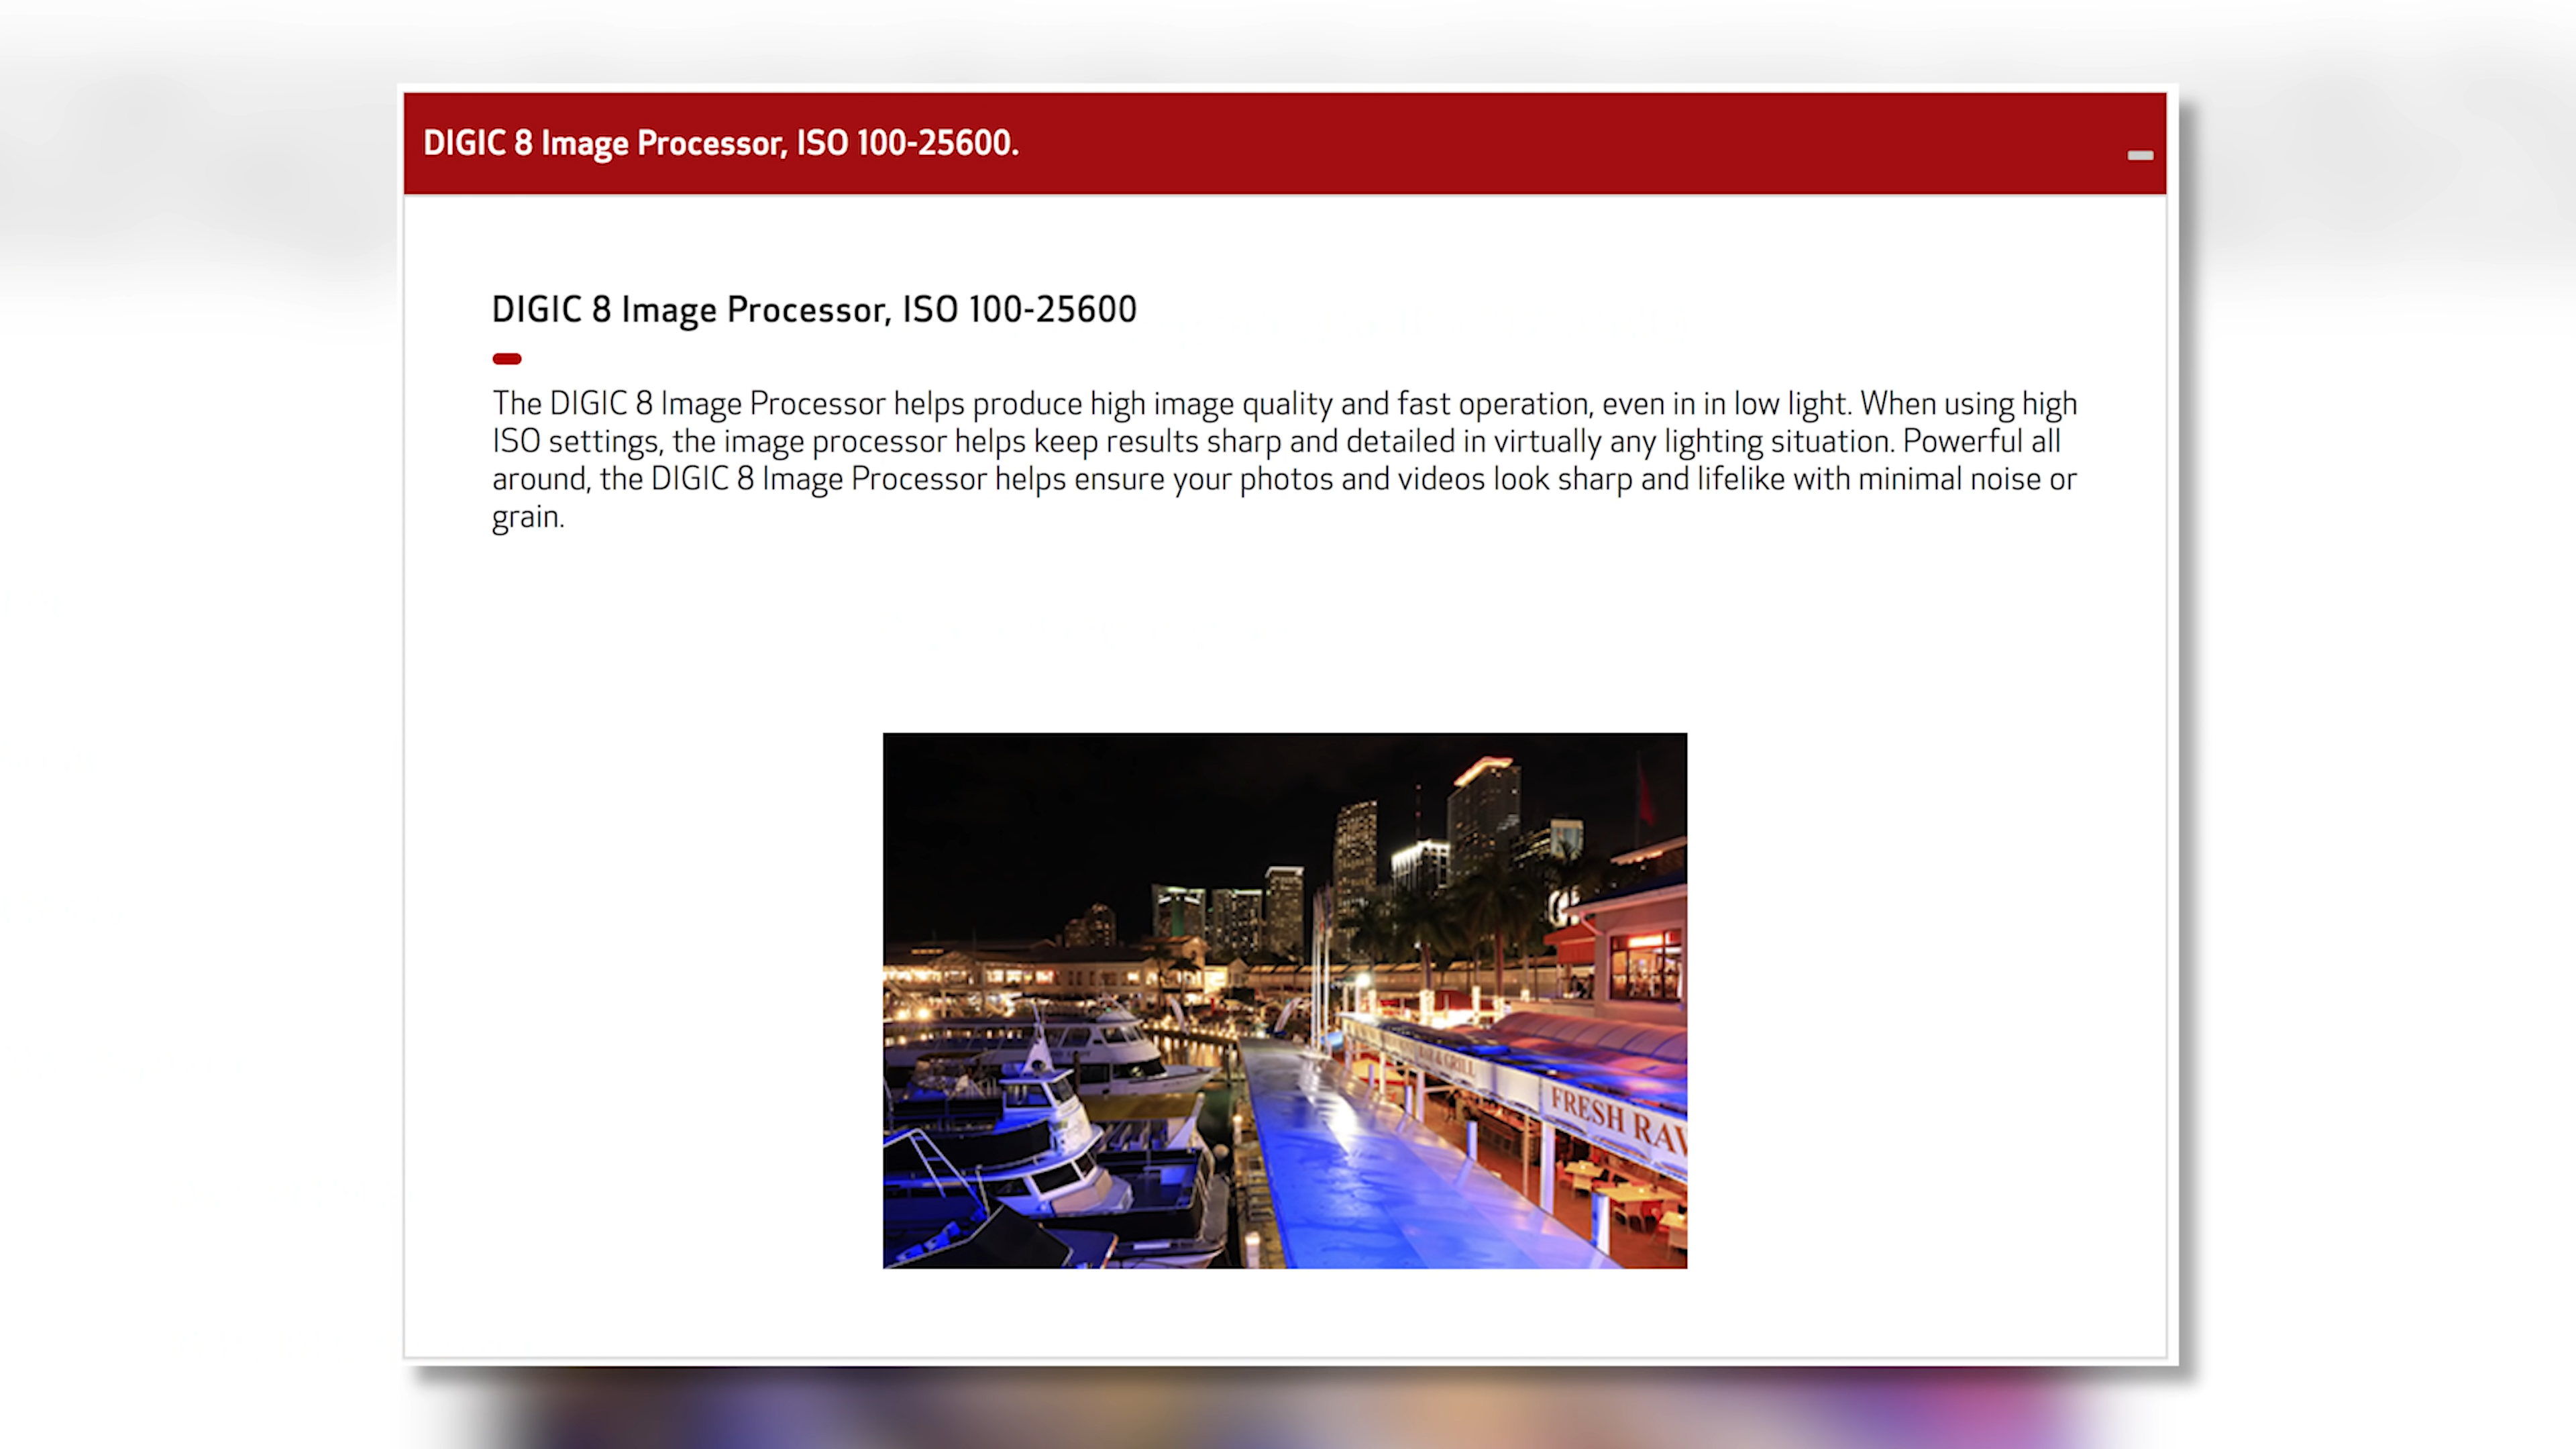 DIGIC 8 Image Processor, ISO 100-25600.
DIGIC 8 Image Processor, ISO 100-25600
The DIGIC 8 Image Processor helps produce high image quality and fast operation, even in in low light. When using high
ISO settings, the image processor helps keep results sharp and detailed in virtually any lighting situation. Powerful all
around, the DIGIC 8 Image Processor helps ensure your photos and videos look sharp and lifelike with minimal noise or
grain.
& GRILL
FRESH RAW